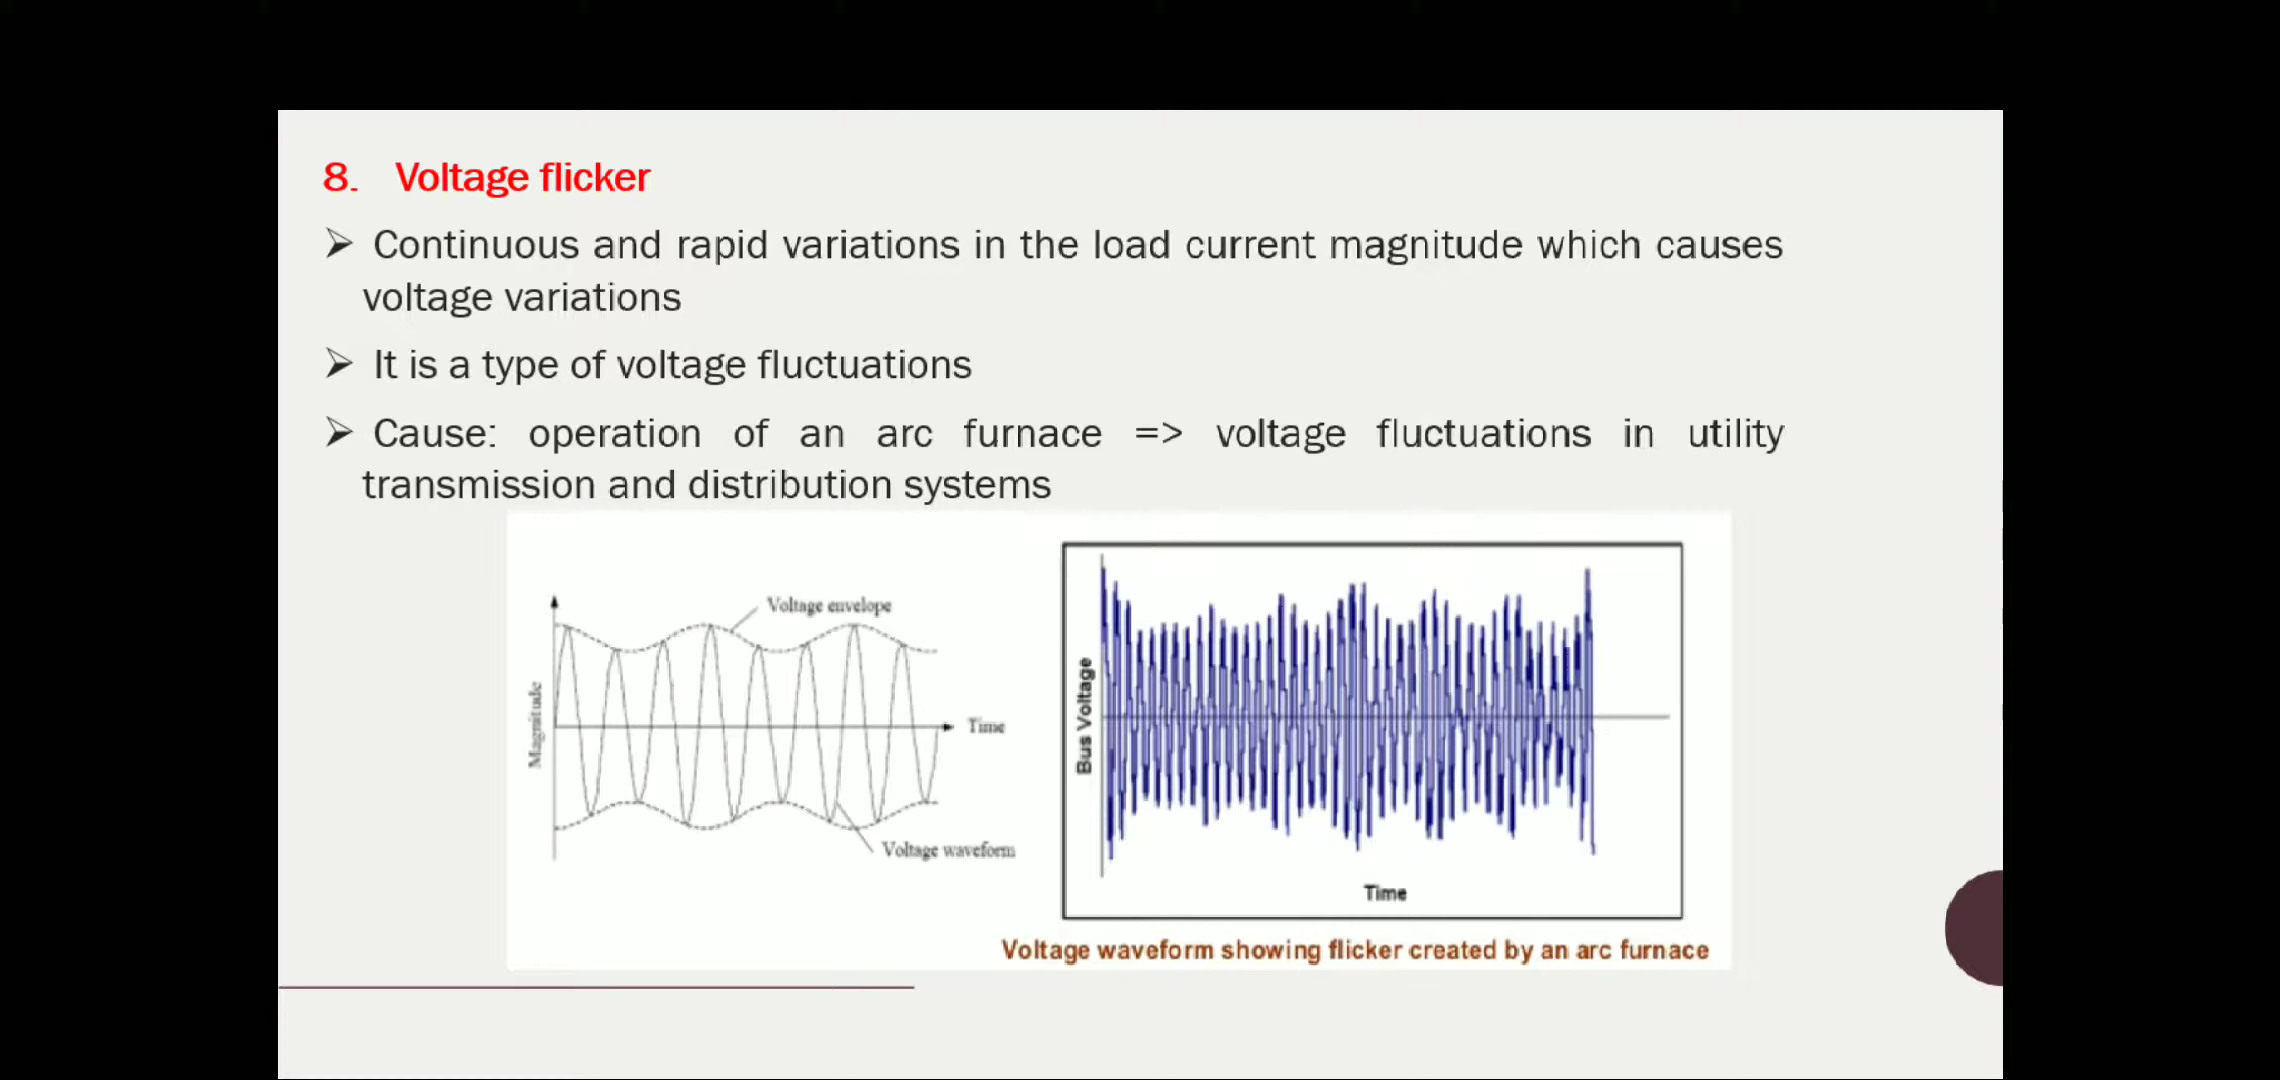 8. Voltage flicker
➢ Continuous and rapid variations in the load current magnitude which causes
voltage variations
➢ It is a type of voltage fluctuations
➢ Cause: operation of an arc furnace => voltage fluctuations in utility
transmission and distribution systems
Voltage envelope
Magnitude
Time
Voltage waveform
Bus Voltage
Time
Voltage waveform showing flicker created by an arc furnace